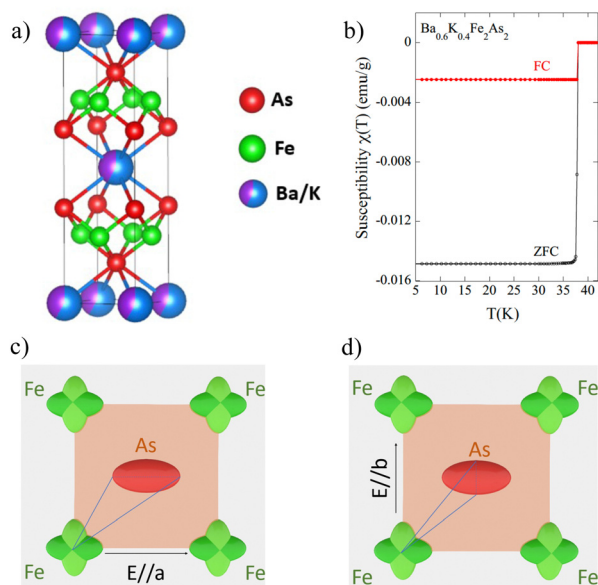 a)
As
Fe
Ba/K
b)
Ba0.6K0.4Fe2As2
FC
ZFC
Susceptibility χ(T) (emu/g)
0
-0.004
-0.008
-0.012
-0.016
5 10 15 20 25 30 35 40
T(K)
c)
Fe Fe
As
Fe Fe
E//a
d)
Fe Fe
As
E//b
Fe Fe